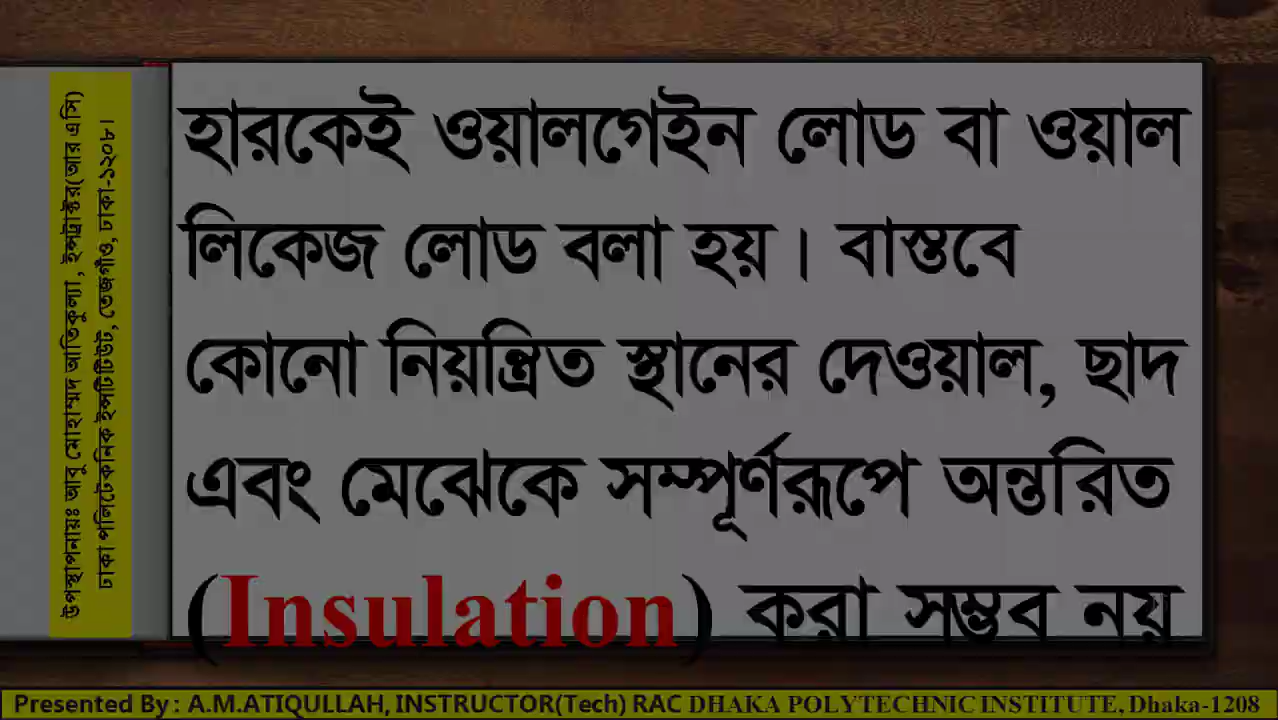 হারকেই ওয়ালগেইন লোড বা ওয়াল
লিকেজ লোড বলা হয়। বাস্তবে
কোনো নিয়ন্ত্রিত স্থানের দেওয়াল, ছাদ
এবং মেঝেকে সম্পূর্ণরূপে অন্তরিত
(Insulation) করা সম্ভব নয়
উপস্থাপনায়ঃ আবু মোহাম্মদ আতিকুল্যা, ইন্সট্রাক্টর(আর এসি)
ঢাকা পলিটেকনিক ইন্সটিটিউট, তেজগাঁও, ঢাকা-১২০৮।
Presented By: A.M.ATIQULLAH, INSTRUCTOR(Tech) RAC DHAKA POLYTECHNIC INSTITUTE, Dhaka-1208